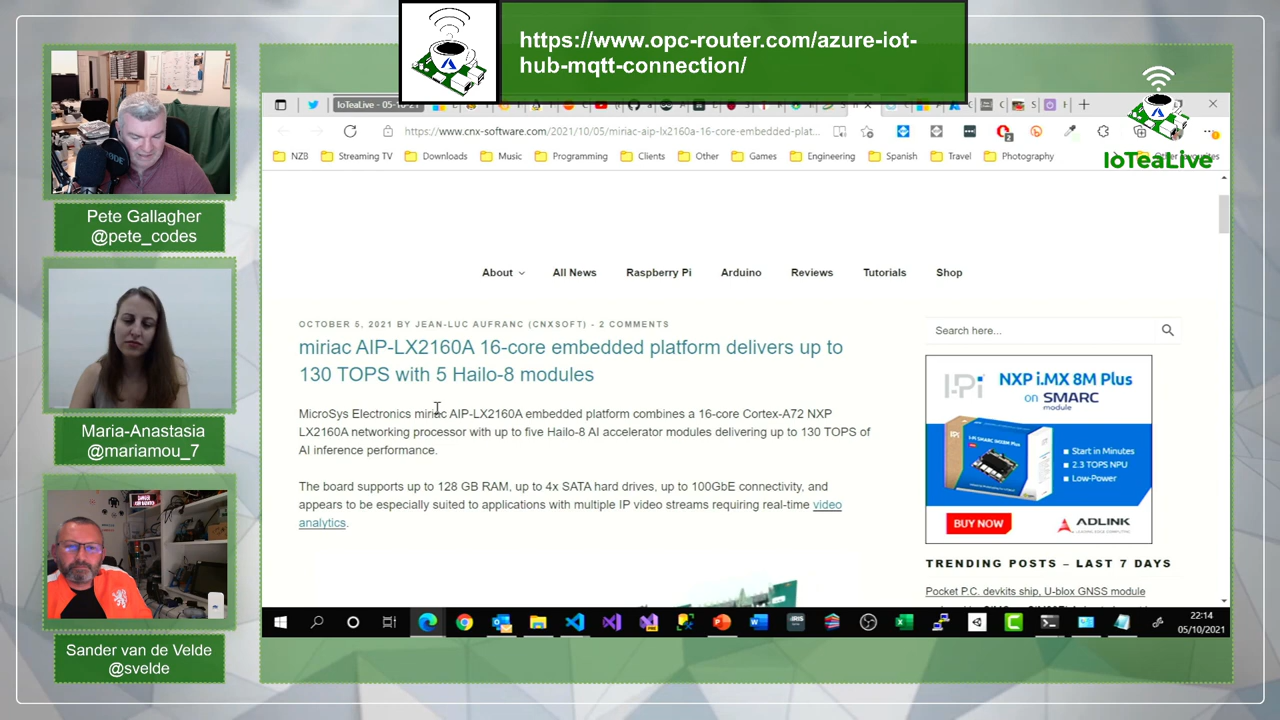 https://www.opc-router.com/azure-iot-
hub-mqtt-connection/
IoTeaLive
Pete Gallagher
@pete_codes
Maria-Anastasia
@mariamou_7
Sander van de Velde
@svelde
IoTeaLive - 05-10-21
https://www.cnx-software.com/2021/10/05/miriac-aip-lx2160a-16-core-embedded-plat...
NZB
Streaming TV
Downloads
Music
Programming
Clients
Other
Games
Engineering
Spanish
Travel
Photography
About
All News
Raspberry Pi
Arduino
Reviews
Tutorials
Shop
OCTOBER 5, 2021 BY JEAN-LUC AUFRANC (CNXSOFT) - 2 COMMENTS
miriac AIP-LX2160A 16-core embedded platform delivers up to
130 TOPS with 5 Hailo-8 modules
MicroSys Electronics miriac AIP-LX2160A embedded platform combines a 16-core Cortex-A72 NXP
LX2160A networking processor with up to five Hailo-8 AI accelerator modules delivering up to 130 TOPS of
AI inference performance.
The board supports up to 128 GB RAM, up to 4x SATA hard drives, up to 100GbE connectivity, and
appears to be especially suited to applications with multiple IP video streams requiring real-time video
analytics.
Search here...
I-Pi
NXP i.MX 8M Plus
on SMARC
module
Start in Minutes
2.3 TOPS NPU
Low-Power
BUY NOW
ADLINK
TRENDING POSTS – LAST 7 DAYS
Pocket P.C. devkits ship, U-blox GNSS module
22:14
05/10/2021